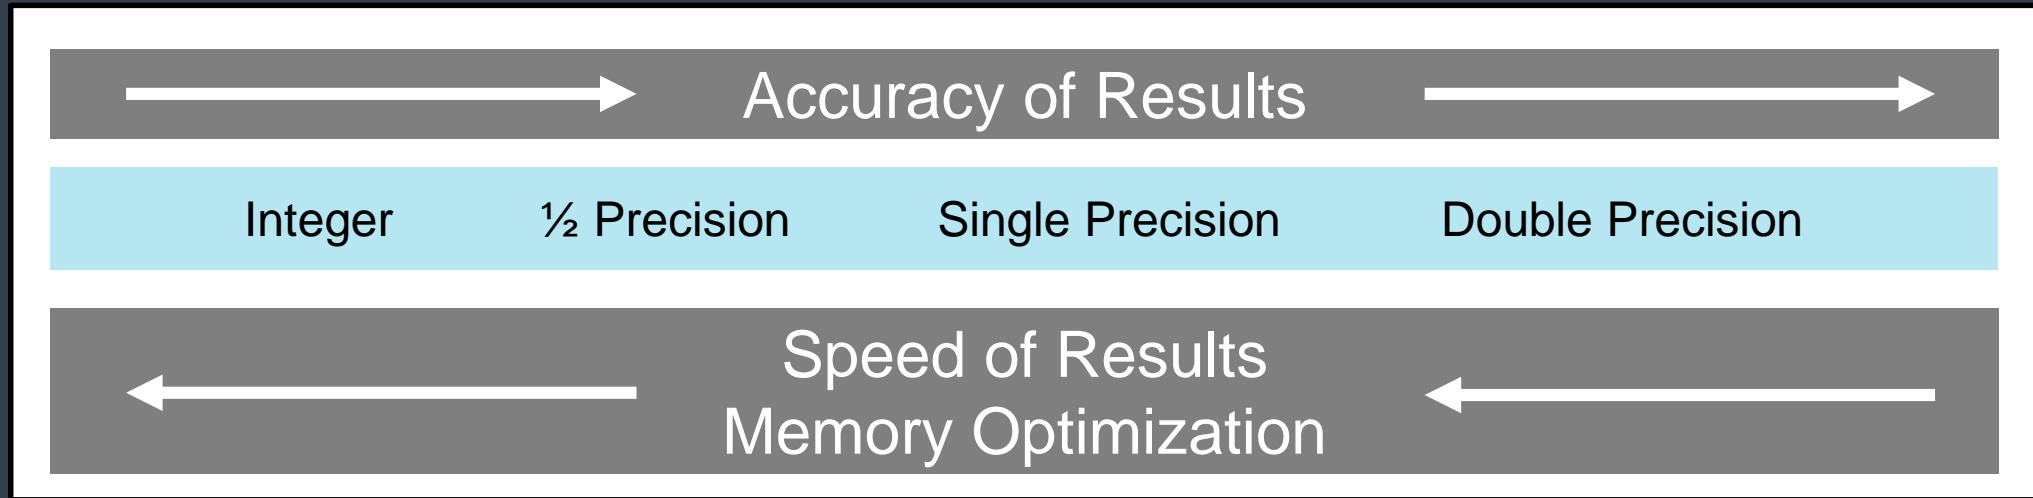 Accuracy of Results
Integer ½ Precision Single Precision Double Precision
Speed of Results
Memory Optimization